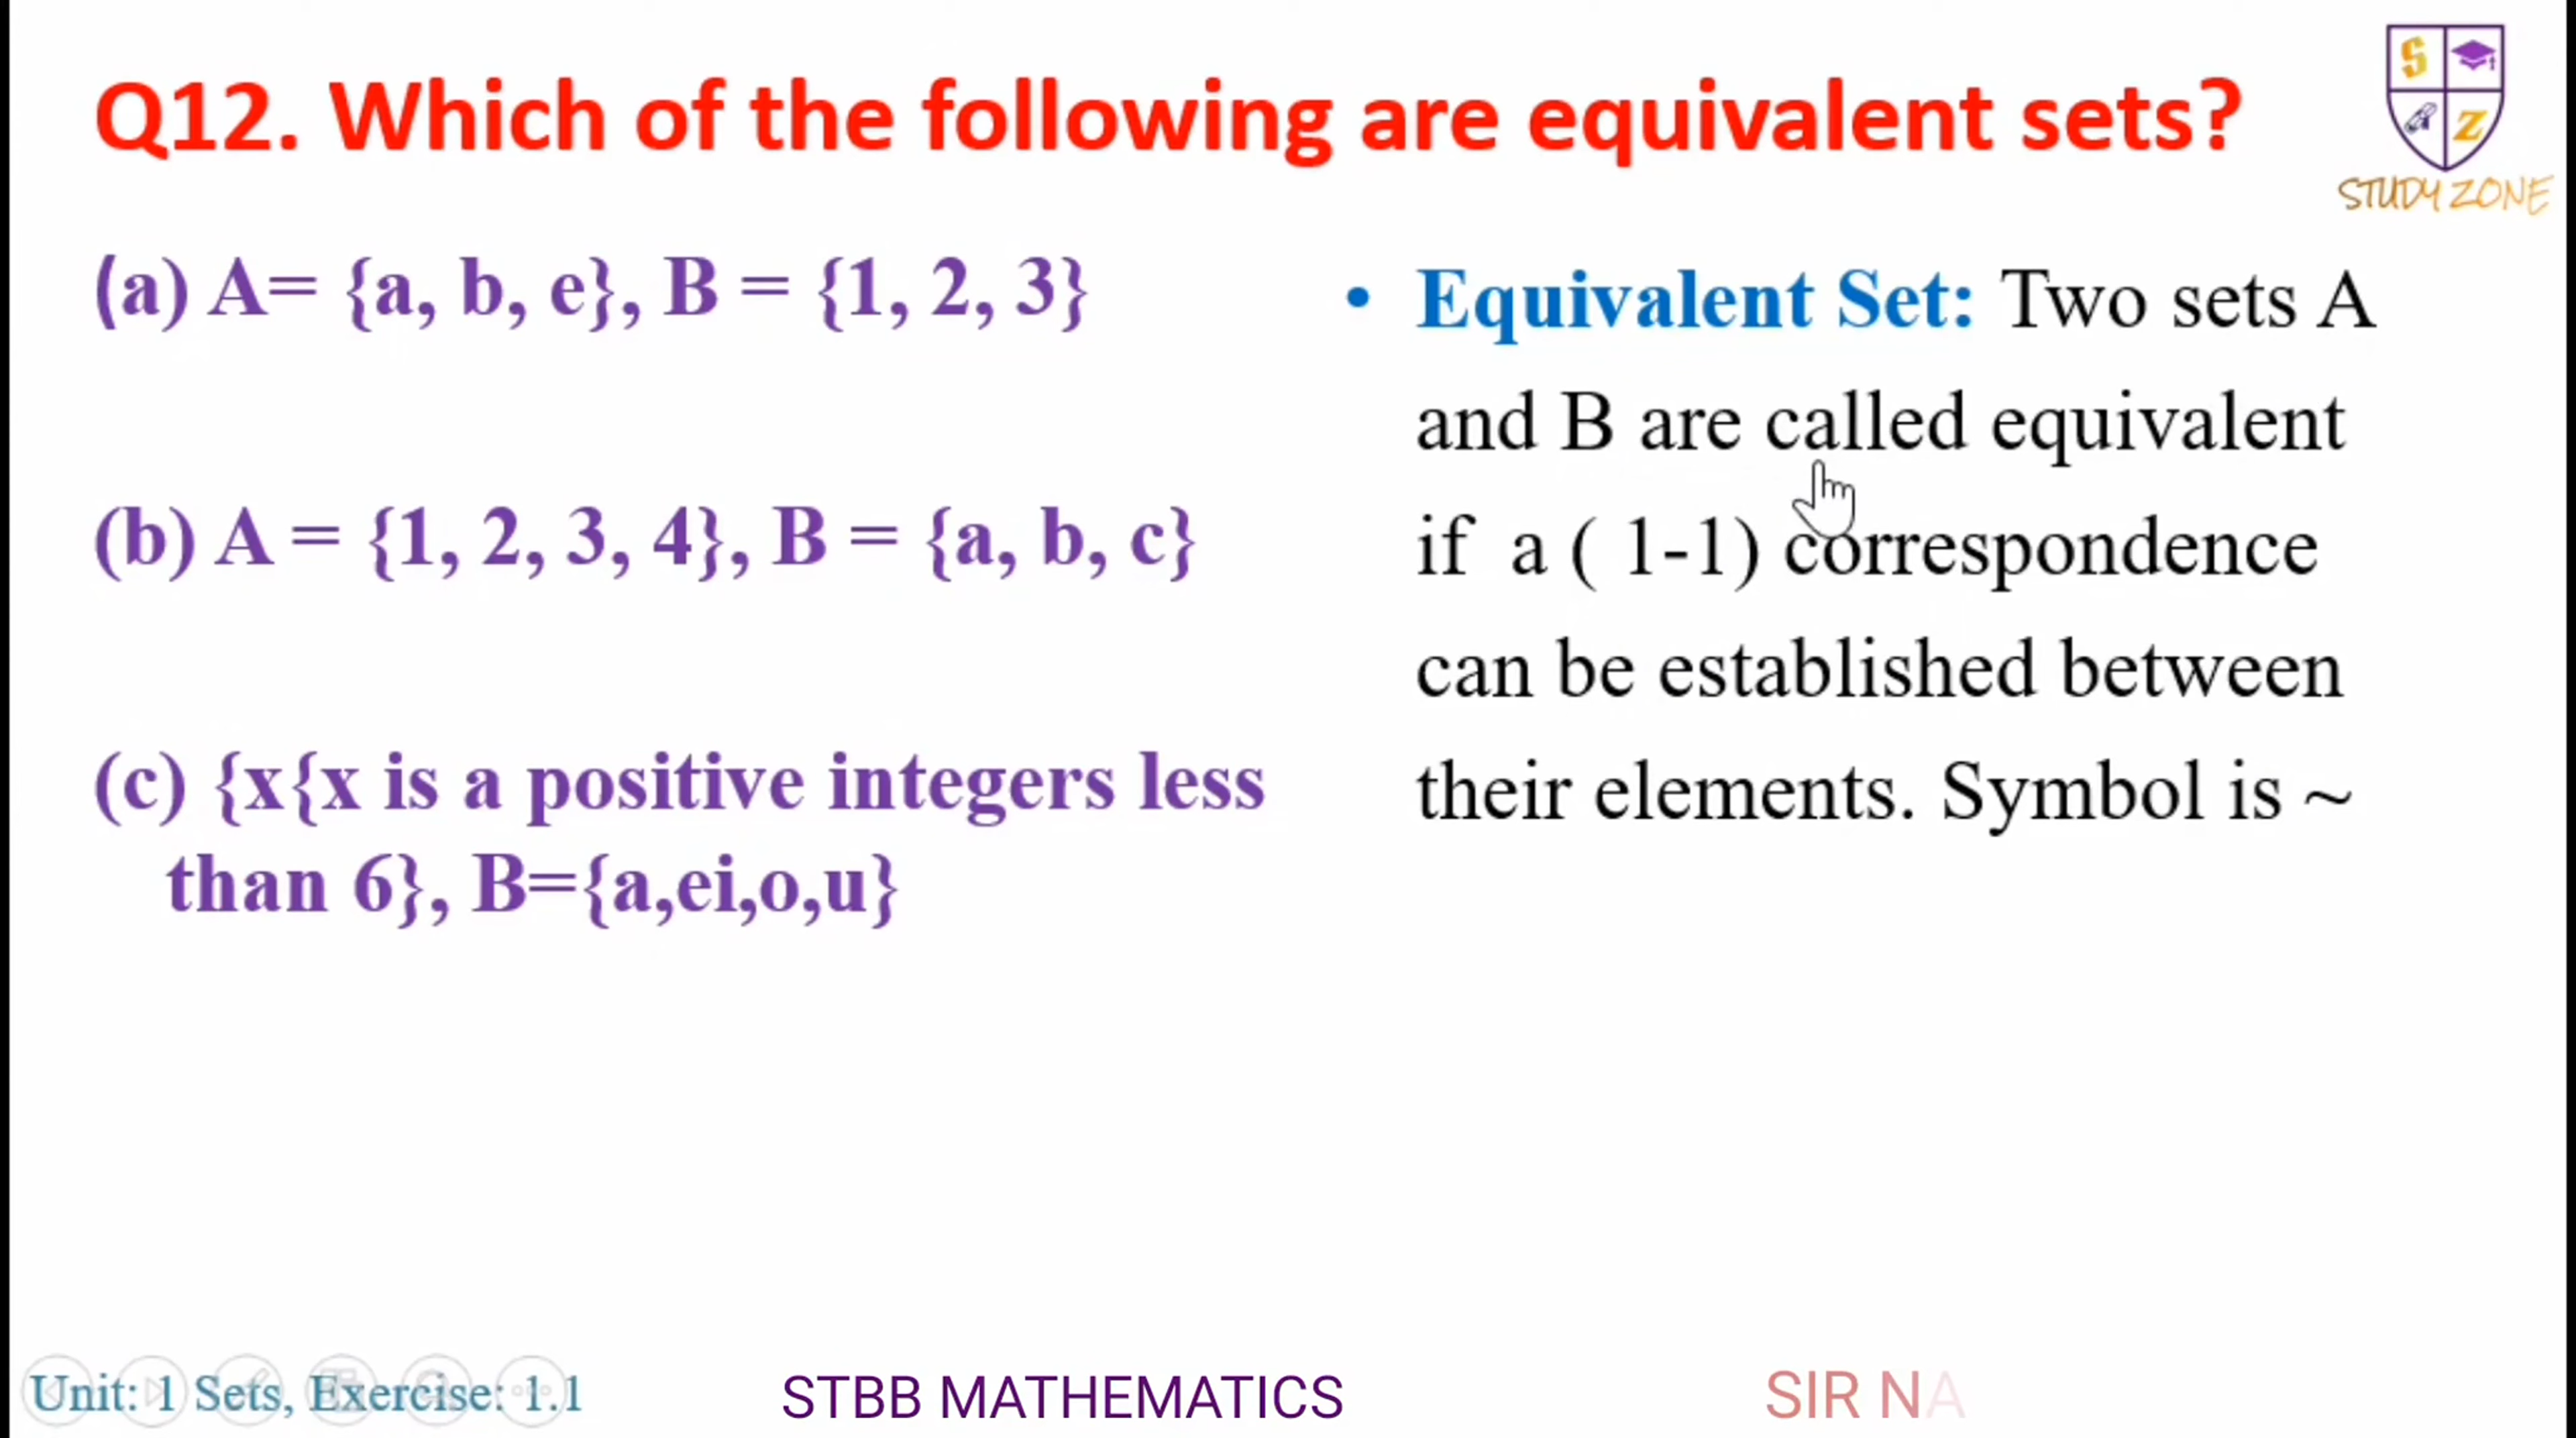 Q12. Which of the following are equivalent sets?
S
Z
STUDY ZONE
(a) A= {a, b, e}, B = {1, 2, 3}
(b) A = {1, 2, 3, 4}, B = {a, b, c}
(c) {x{x is a positive integers less
than 6}, B={a,ei,o,u}
• Equivalent Set: Two sets A
and B are called equivalent
if a ( 1-1) correspondence
can be established between
their elements. Symbol is ~
Unit: 1 Sets, Exercise: 1.1
STBB MATHEMATICS
SIR NA